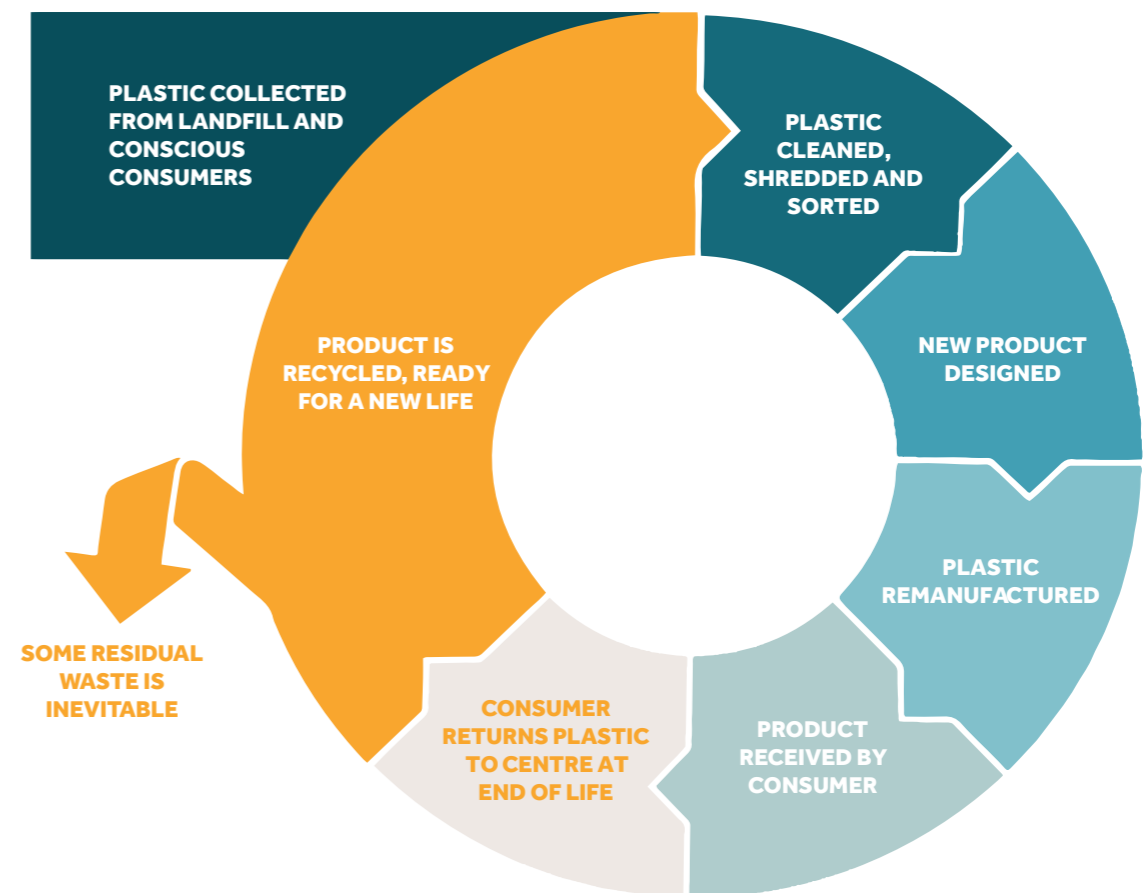 PLASTIC COLLECTED
FROM LANDFILL AND
CONSCIOUS
CONSUMERS
PLASTIC
CLEANED,
SHREDDED AND
SORTED
NEW PRODUCT
DESIGNED
PLASTIC
REMANUFACTURED
PRODUCT
RECEIVED BY
CONSUMER
CONSUMER
RETURNS PLASTIC
TO CENTRE AT
END OF LIFE
PRODUCT IS
RECYCLED, READY
FOR A NEW LIFE
SOME RESIDUAL
WASTE IS
INEVITABLE